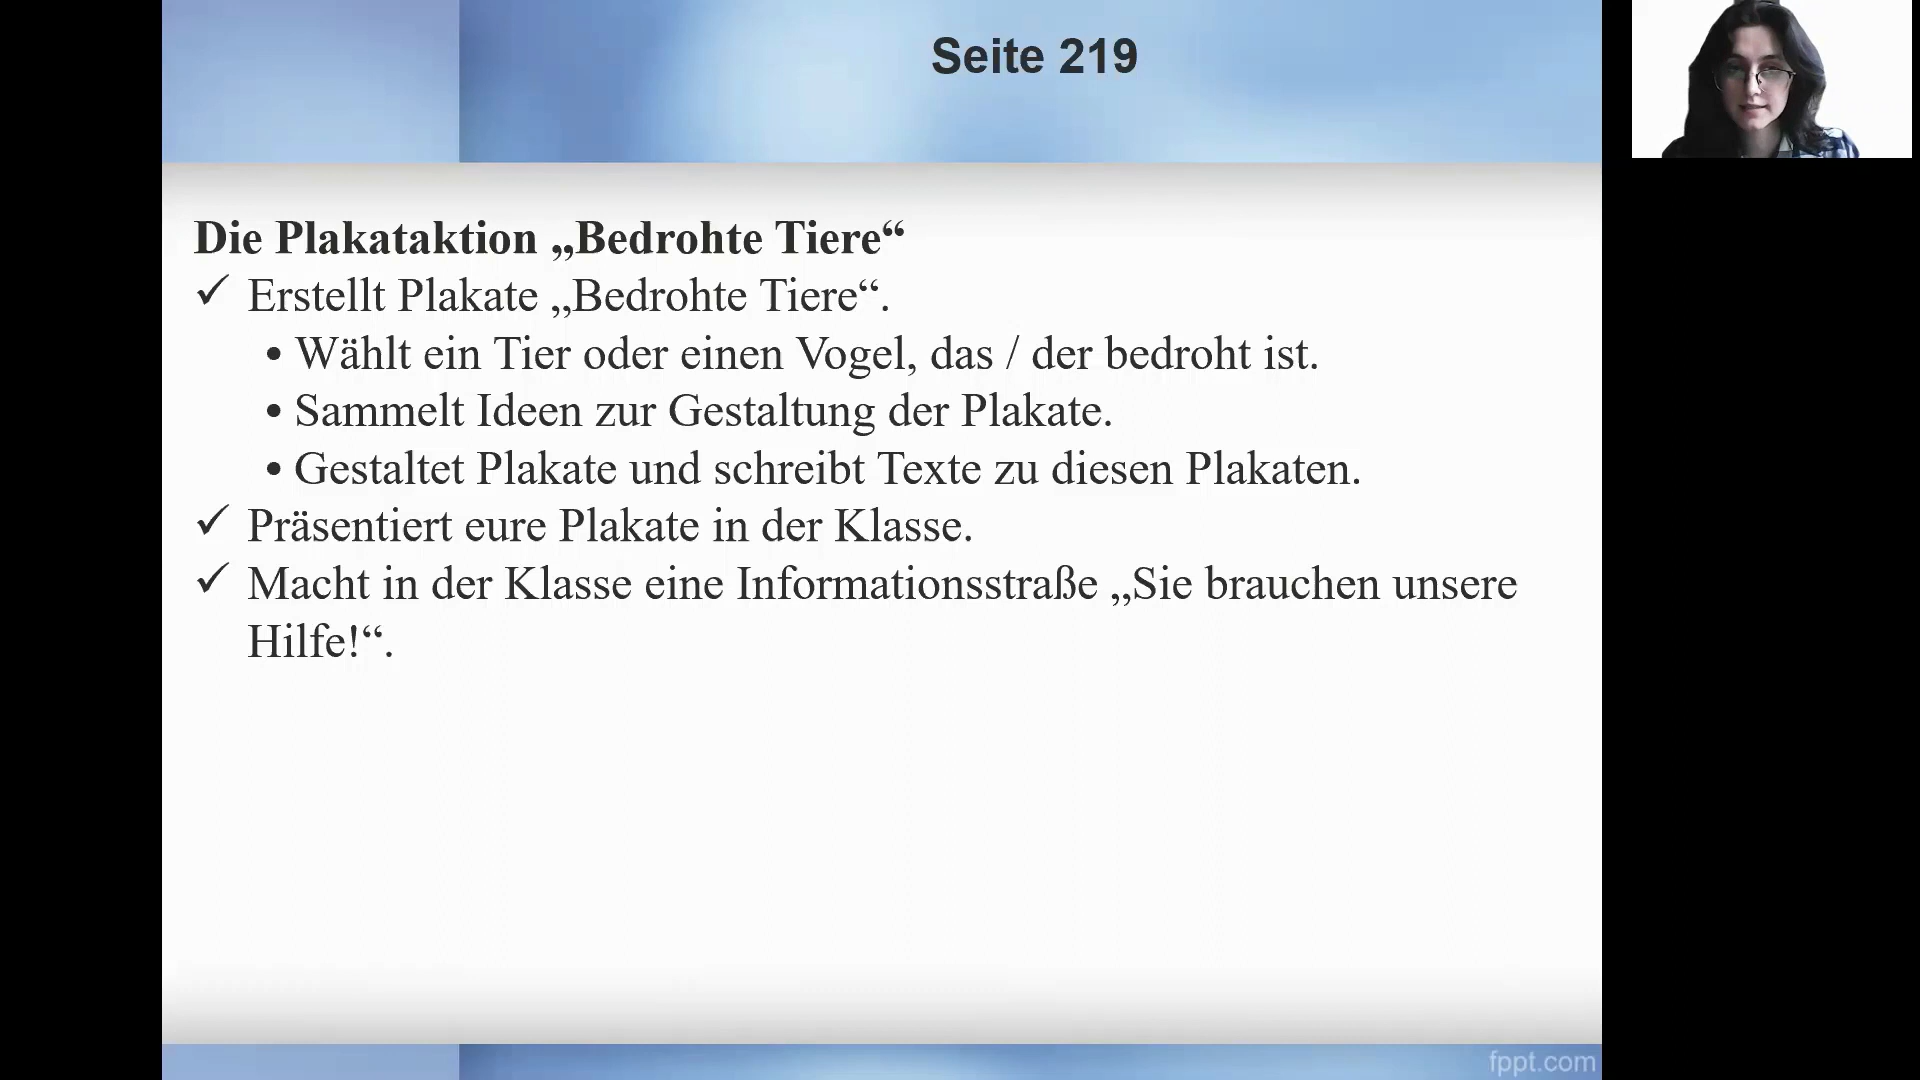 Seite 219
Die Plakataktion „Bedrohte Tiere“
✓ Erstellt Plakate „Bedrohte Tiere“.
• Wählt ein Tier oder einen Vogel, das / der bedroht ist.
• Sammelt Ideen zur Gestaltung der Plakate.
• Gestaltet Plakate und schreibt Texte zu diesen Plakaten.
✓ Präsentiert eure Plakate in der Klasse.
✓ Macht in der Klasse eine Informationsstraße „Sie brauchen unsere
Hilfe!“.
fppt.com